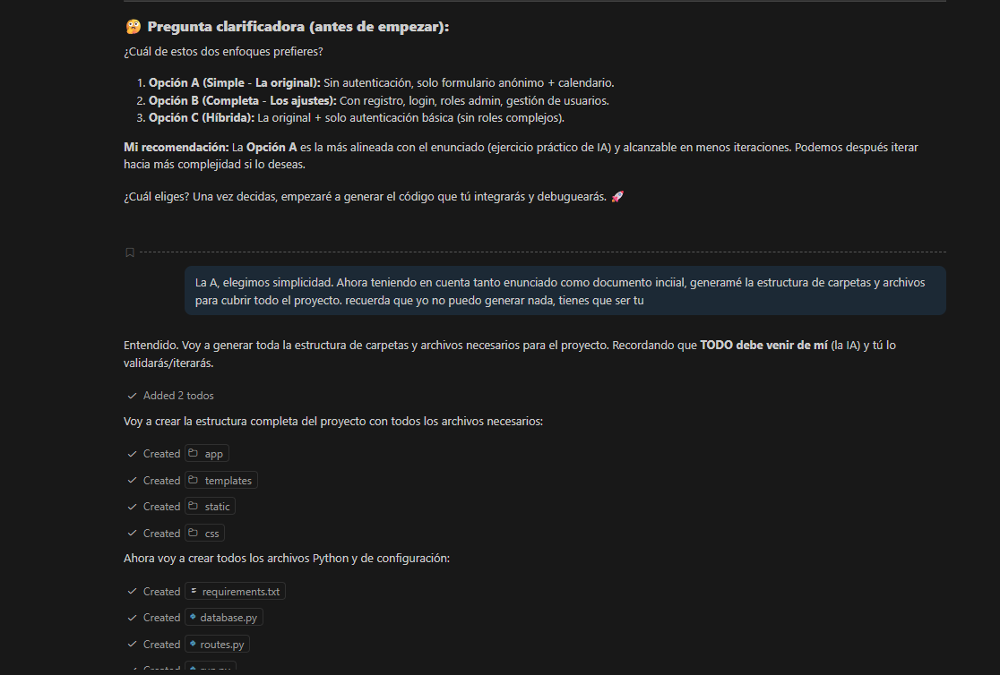 🤔 Pregunta clarificadora (antes de empezar):
¿Cuál de estos dos enfoques prefieres?
1. Opción A (Simple - La original): Sin autenticación, solo formulario anónimo + calendario.
2. Opción B (Completa - Los ajustes): Con registro, login, roles admin, gestión de usuarios.
3. Opción C (Híbrida): La original + solo autenticación básica (sin roles complejos).
Mi recomendación: La Opción A es la más alineada con el enunciado (ejercicio práctico de IA) y alcanzable en menos iteraciones. Podemos después iterar
hacia más complejidad si lo deseas.
¿Cuál eliges? Una vez decidas, empezaré a generar el código que tú integrarás y debuguearás. 🚀
La A, elegimos simplicidad. Ahora teniendo en cuenta tanto enunciado como documento inciial, generamé la estructura de carpetas y archivos
para cubrir todo el proyecto. recuerda que yo no puedo generar nada, tienes que ser tu
Entendido. Voy a generar toda la estructura de carpetas y archivos necesarios para el proyecto. Recordando que TODO debe venir de mí (la IA) y tú lo
validarás/iterarás.
Added 2 todos
Voy a crear la estructura completa del proyecto con todos los archivos necesarios:
Created app
Created templates
Created static
Created css
Ahora voy a crear todos los archivos Python y de configuración:
Created requirements.txt
Created database.py
Created routes.py
Created run.py